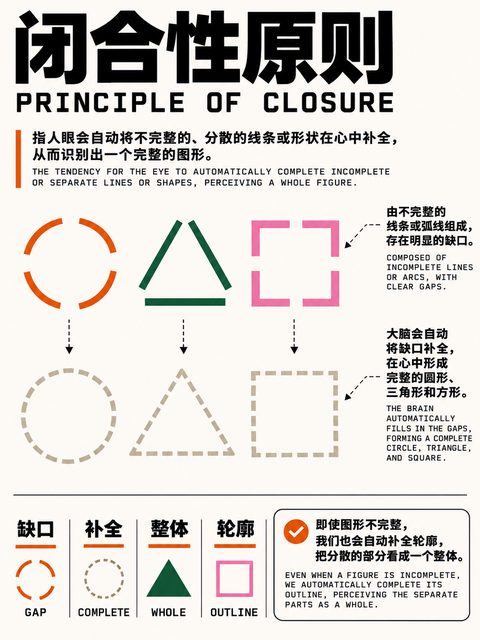 闭合性原则
PRINCIPLE OF CLOSURE
指人眼会自动将不完整的、分散的线条或形状在心中补全，
从而识别出一个完整的图形。
THE TENDENCY FOR THE EYE TO AUTOMATICALLY COMPLETE INCOMPLETE
OR SEPARATE LINES OR SHAPES, PERCEIVING A WHOLE FIGURE.
由不完整的
线条或弧线组成，
存在明显的缺口。
COMPOSED OF
INCOMPLETE LINES
OR ARCS, WITH
CLEAR GAPS.
大脑会自动
将缺口补全，
在心中形成
完整的圆形、
三角形和方形。
THE BRAIN
AUTOMATICALLY
FILLS IN THE GAPS,
FORMING A COMPLETE
CIRCLE, TRIANGLE,
AND SQUARE.
缺口
GAP
补全
COMPLETE
整体
WHOLE
轮廓
OUTLINE
即使图形不完整，
我们也会自动补全轮廓，
把分散的部分看成一个整体。
EVEN WHEN A FIGURE IS INCOMPLETE,
WE AUTOMATICALLY COMPLETE ITS
OUTLINE, PERCEIVING THE SEPARATE
PARTS AS A WHOLE.